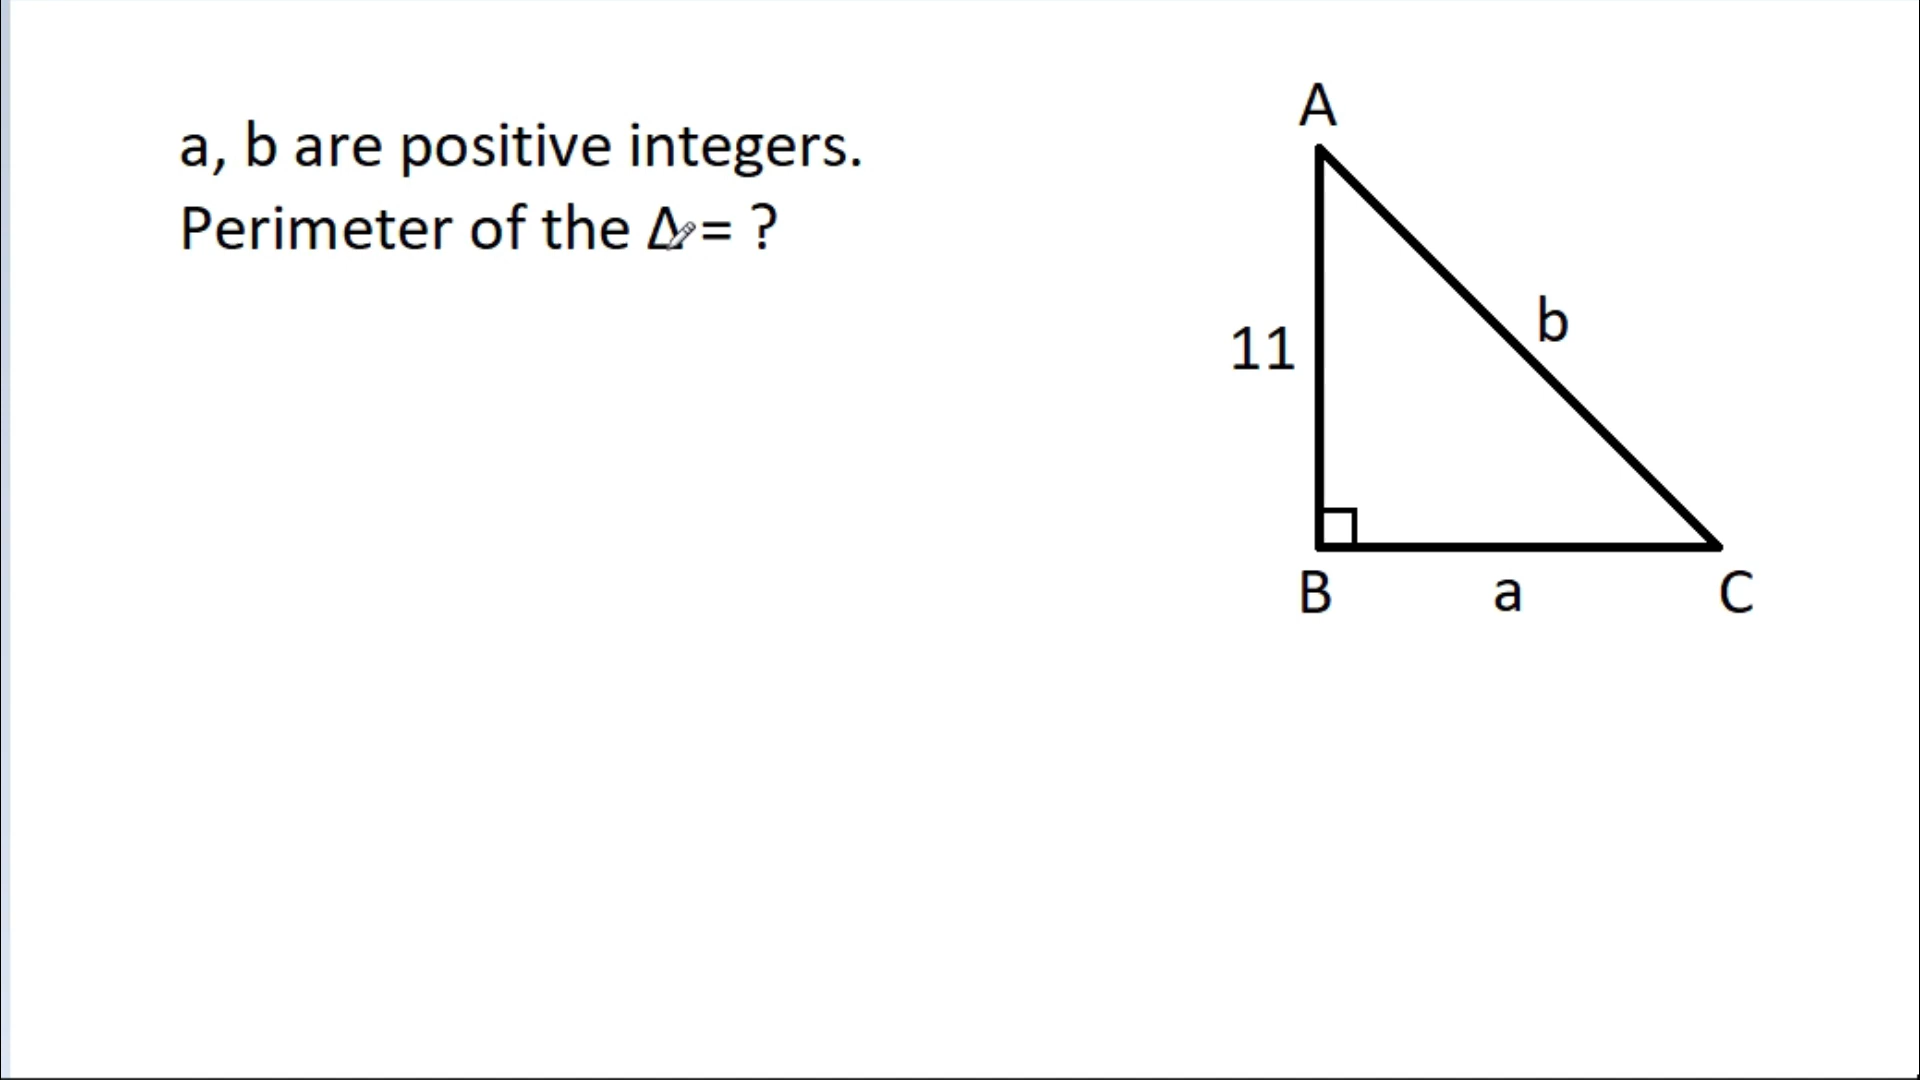 a, b are positive integers.
Perimeter of the Δ = ?
A
11
b
B
a
C